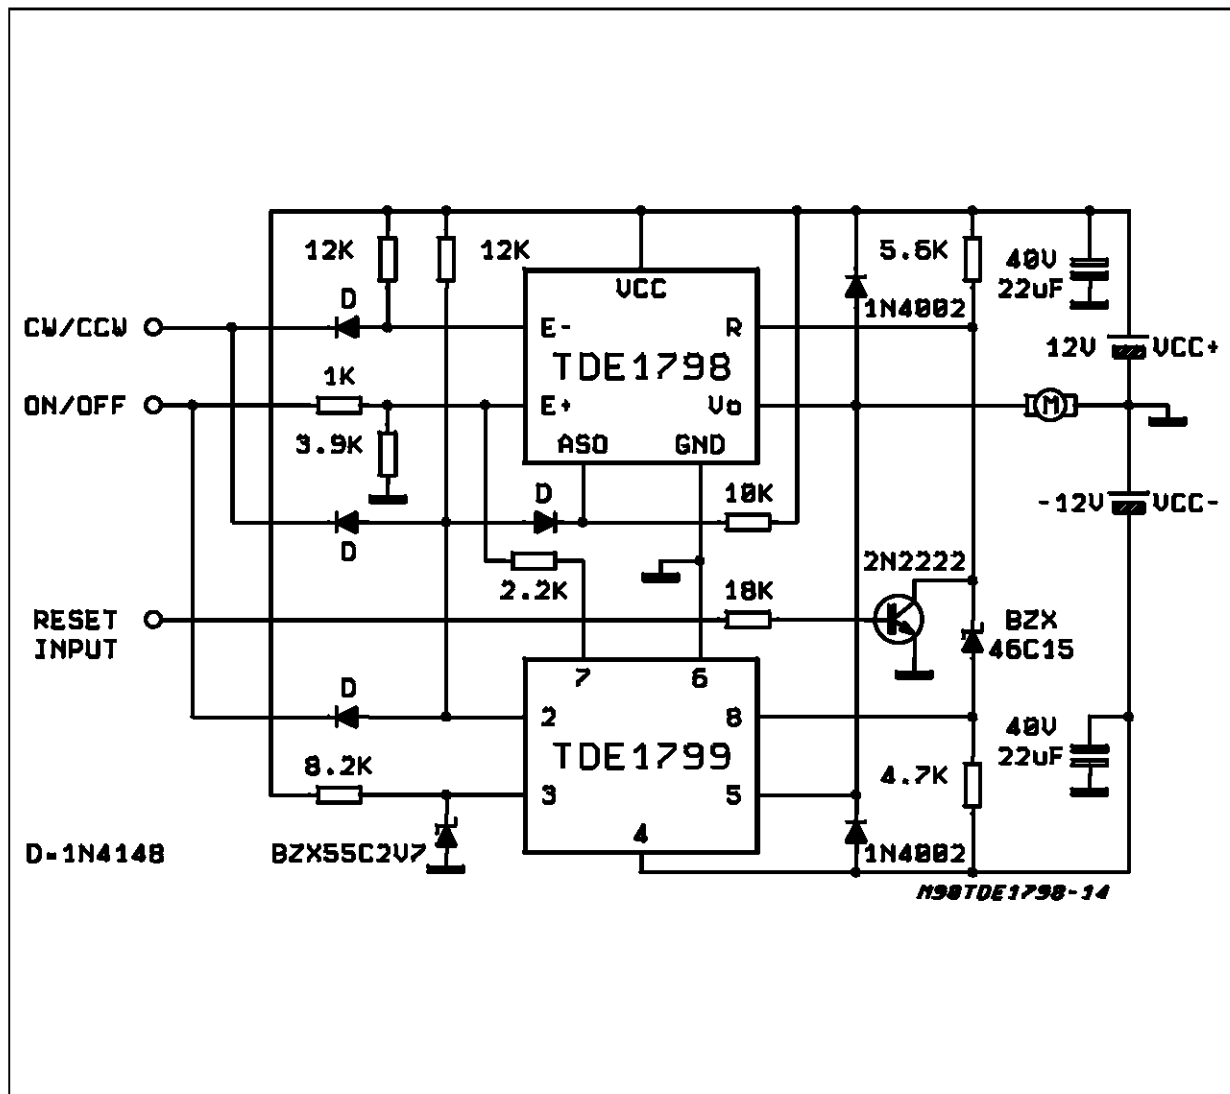 12K
12K
5.6K
40V
22uF
VCC
D
1N4002
CW/CCW
E-
R
12V
VCC+
TDE1798
1K
ON/OFF
E+
Vo
M
3.9K
ASO
GND
D
10K
-12V
VCC-
D
2.2K
2N2222
18K
RESET
INPUT
BZX
46C15
7
6
D
2
8
40V
22uF
TDE1799
8.2K
4.7K
3
5
4
D=1N4148
BZX55C2V7
1N4002
M98TDE1798-14